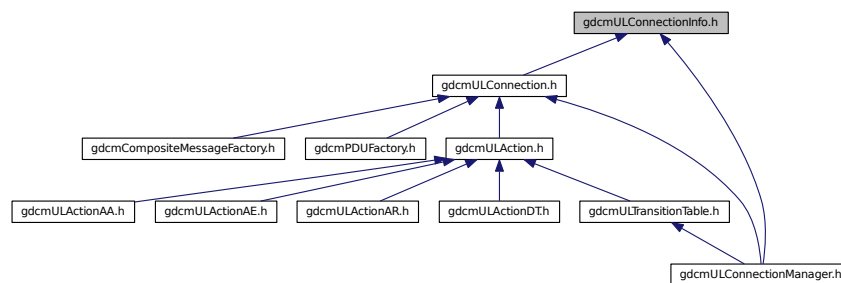 gdcmULConnectionInfo.h
gdcmULConnection.h
gdcmCompositeMessageFactory.h
gdcmPDUFactory.h
gdcmULAction.h
gdcmULActionAA.h
gdcmULActionAE.h
gdcmULActionAR.h
gdcmULActionDT.h
gdcmULTransitionTable.h
gdcmULConnectionManager.h